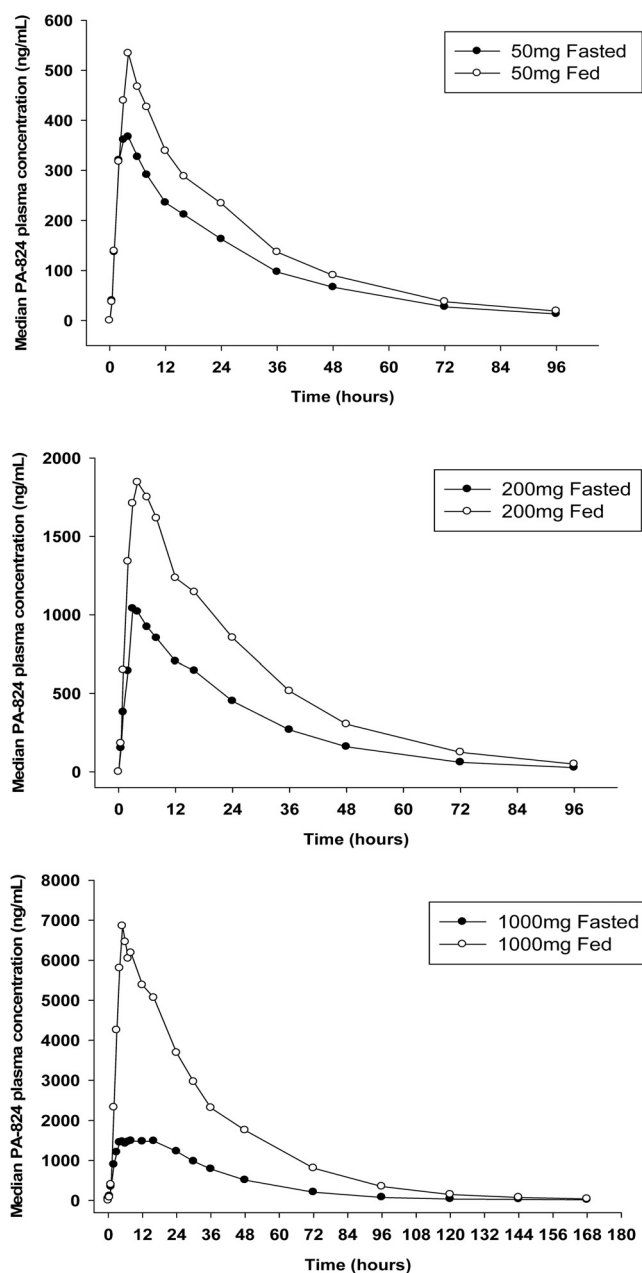 600
500
400
300
200
100
0
Median PA-824 plasma concentration (ng/mL)
50mg Fasted
50mg Fed
0 12 24 36 48 60 72 84 96
Time (hours)
2000
1500
1000
500
0
Median PA-824 plasma concentration (ng/mL)
200mg Fasted
200mg Fed
0 12 24 36 48 60 72 84 96
Time (hours)
8000
7000
6000
5000
4000
3000
2000
1000
0
Median PA-824 plasma concentration (ng/mL)
1000mg Fasted
1000mg Fed
0 12 24 36 48 60 72 84 96 108 120 132 144 156 168 180
Time (hours)